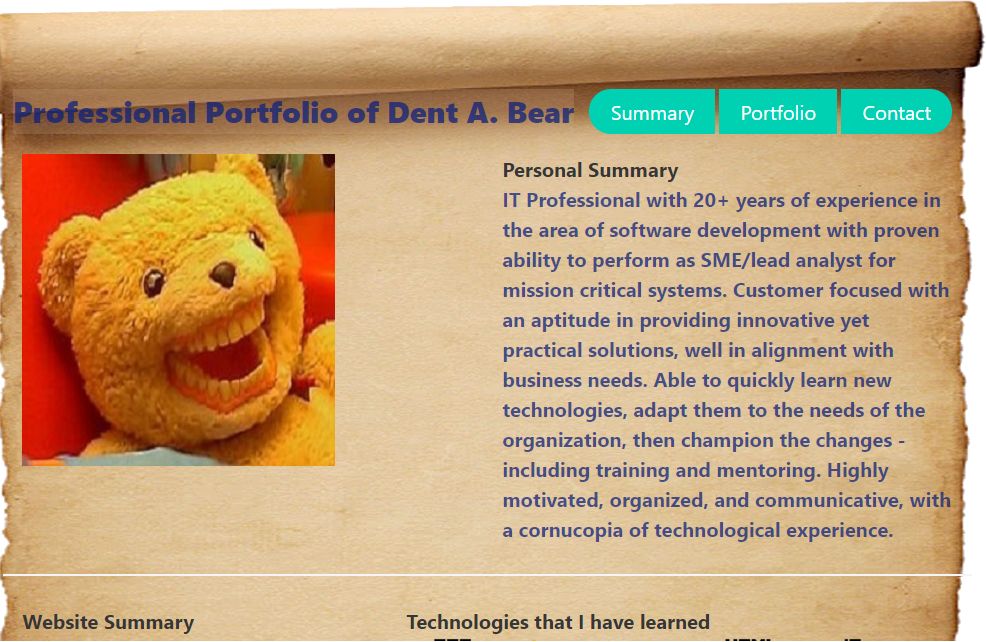 Professional Portfolio of Dent A. Bear
Summary
Portfolio
Contact
Personal Summary
IT Professional with 20+ years of experience in
the area of software development with proven
ability to perform as SME/lead analyst for
mission critical systems. Customer focused with
an aptitude in providing innovative yet
practical solutions, well in alignment with
business needs. Able to quickly learn new
technologies, adapt them to the needs of the
organization, then champion the changes -
including training and mentoring. Highly
motivated, organized, and communicative, with
a cornucopia of technological experience.
Website Summary
Technologies that I have learned